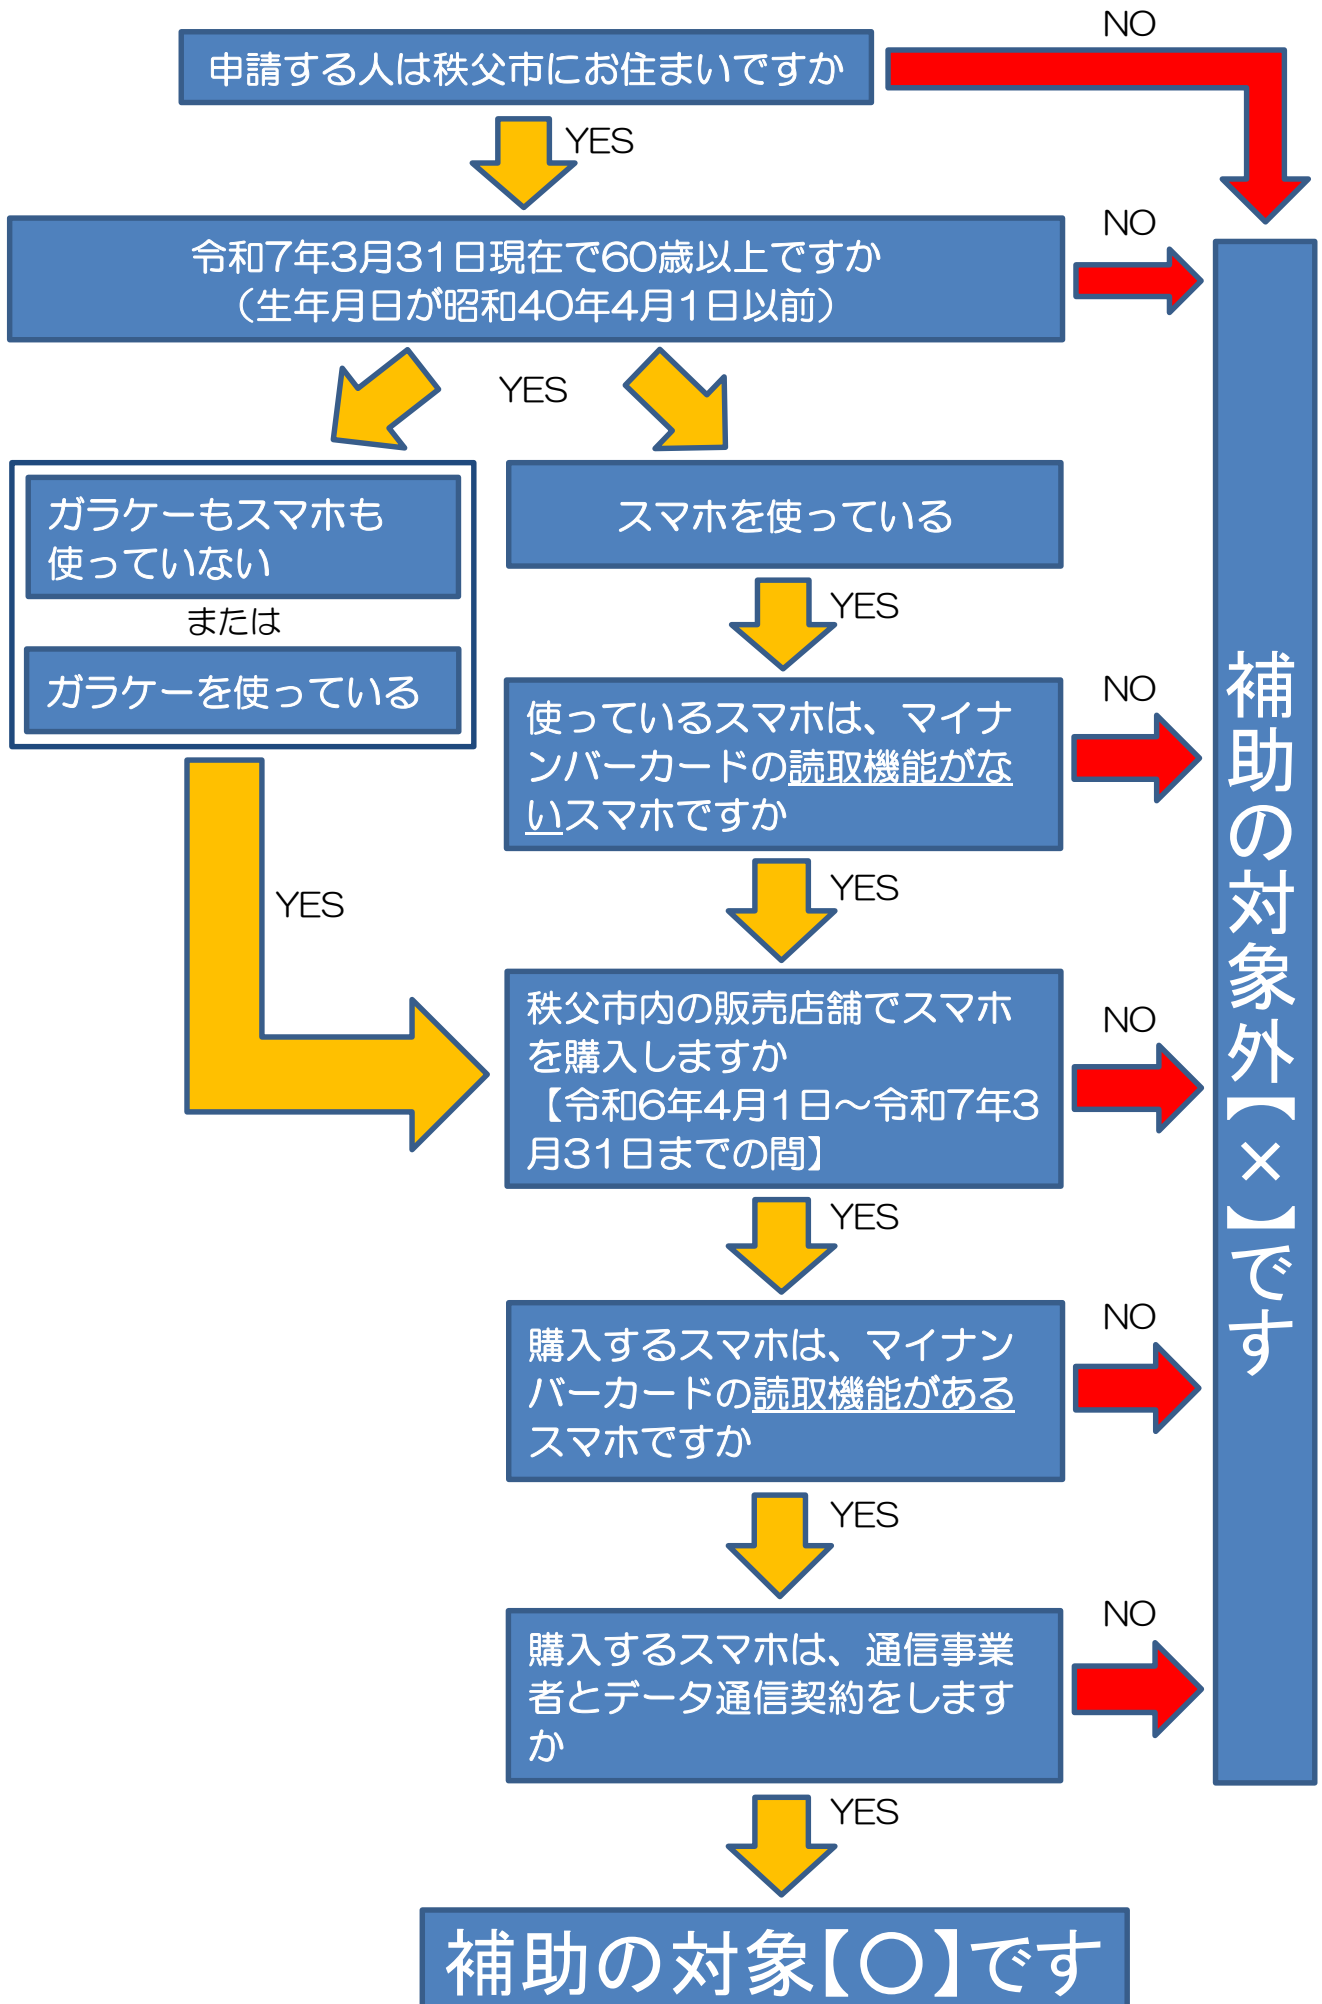 NO
申請する人は秩父市にお住まいですか
YES
NO
令和7年3月31日現在で60歳以上ですか
（生年月日が昭和40年4月1日以前）
YES
ガラケーもスマホも
使っていない
または
ガラケーを使っている
スマホを使っている
YES
NO
使っているスマホは、マイナ
ンバーカードの読取機能がな
いスマホですか
YES
YES
NO
秩父市内の販売店舗でスマホ
を購入しますか
【令和6年4月1日～令和7年3
月31日までの間】
YES
NO
購入するスマホは、マイナン
バーカードの読取機能がある
スマホですか
YES
NO
購入するスマホは、通信事業
者とデータ通信契約をします
か
YES
補助の対象外【×】です
補助の対象【〇】です